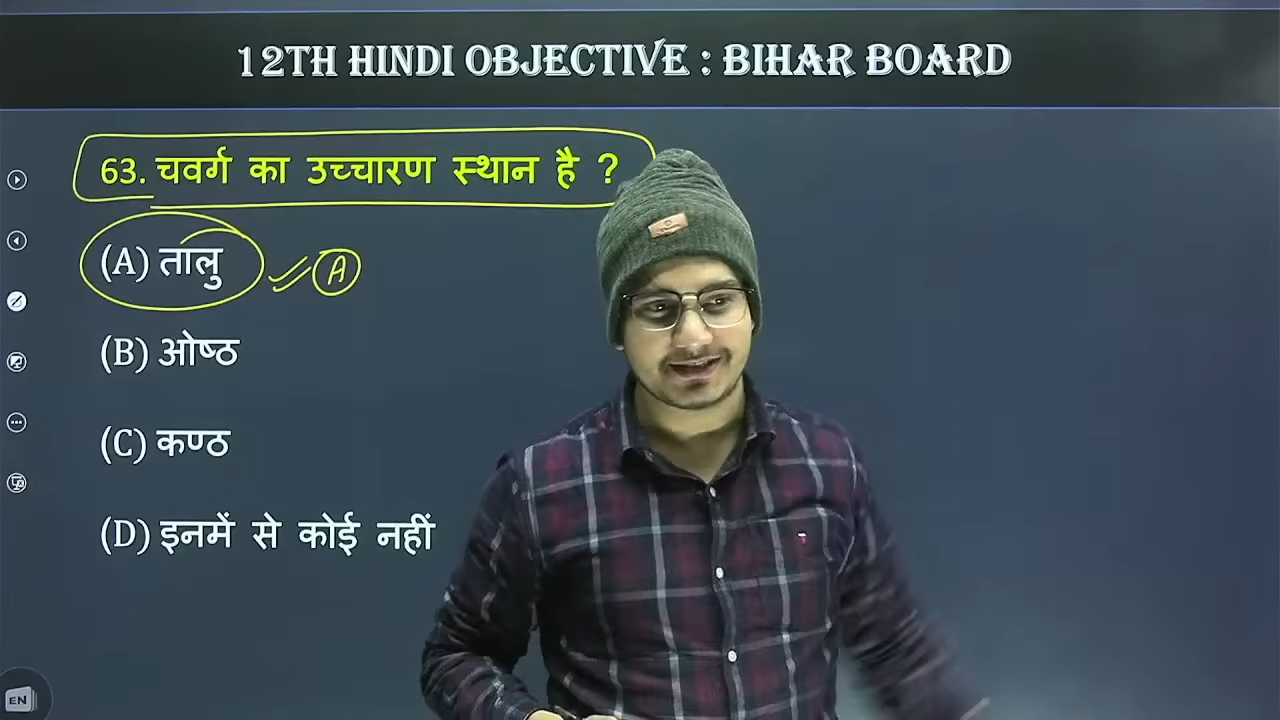 12TH HINDI OBJECTIVE : BIHAR BOARD
63. चवर्ग का उच्चारण स्थान है ?
(A) तालु A
(B) ओष्ठ
(C) कण्ठ
(D) इनमें से कोई नहीं
EN